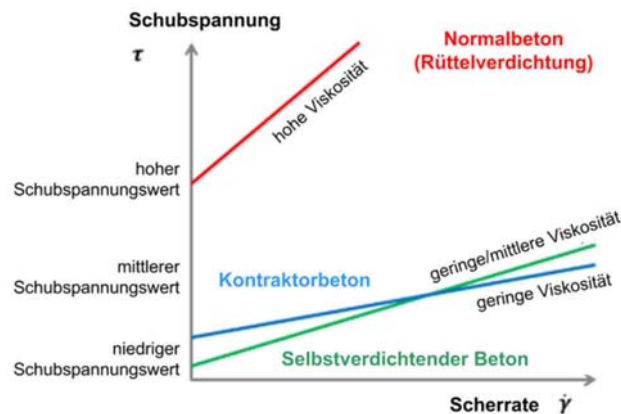 Schubspannung
τ
Normalbeton
(Rüttelverdichtung)
hohe Viskosität
hoher
Schubspannungswert
mittlerer
Schubspannungswert
Kontraktorbeton
geringe/mittlere Viskosität
geringe Viskosität
niedriger
Schubspannungswert
Selbstverdichtender Beton
Scherrate γ̇